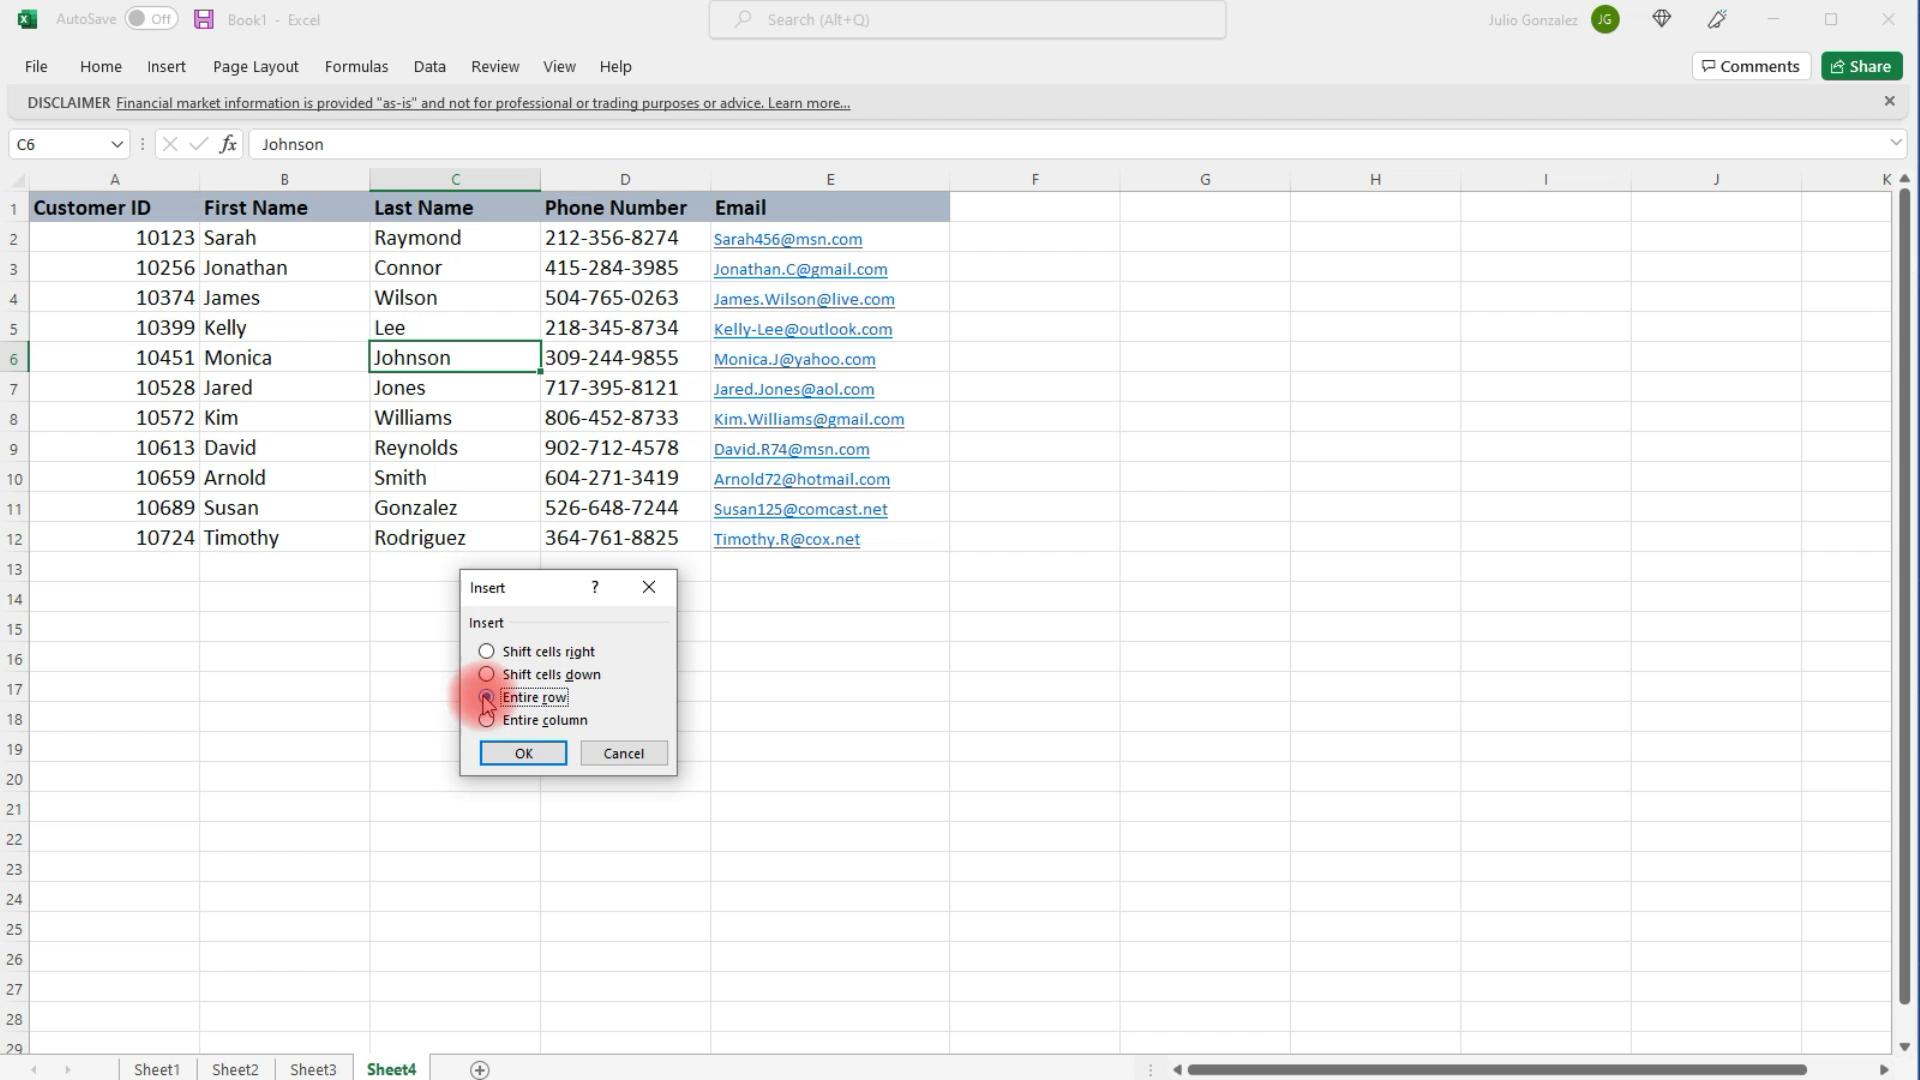 AutoSave Off Book1 - Excel Search (Alt+Q) Julio Gonzalez JG
File Home Insert Page Layout Formulas Data Review View Help Comments Share
DISCLAIMER Financial market information is provided "as-is" and not for professional or trading purposes or advice. Learn more...
C6 fx Johnson
A B C D E F G H I J K
1 Customer ID First Name Last Name Phone Number Email
2 10123 Sarah Raymond 212-356-8274 Sarah456@msn.com
3 10256 Jonathan Connor 415-284-3985 Jonathan.C@gmail.com
4 10374 James Wilson 504-765-0263 James.Wilson@live.com
5 10399 Kelly Lee 218-345-8734 Kelly-Lee@outlook.com
6 10451 Monica Johnson 309-244-9855 Monica.J@yahoo.com
7 10528 Jared Jones 717-395-8121 Jared.Jones@aol.com
8 10572 Kim Williams 806-452-8733 Kim.Williams@gmail.com
9 10613 David Reynolds 902-712-4578 David.R74@msn.com
10 10659 Arnold Smith 604-271-3419 Arnold72@hotmail.com
11 10689 Susan Gonzalez 526-648-7244 Susan125@comcast.net
12 10724 Timothy Rodriguez 364-761-8825 Timothy.R@cox.net
13
14
15
16
17
18
19
20
21
22
23
24
25
26
27
28
29
Insert ?
Insert
Shift cells right
Shift cells down
Entire row
Entire column
OK Cancel
Sheet1 Sheet2 Sheet3 Sheet4